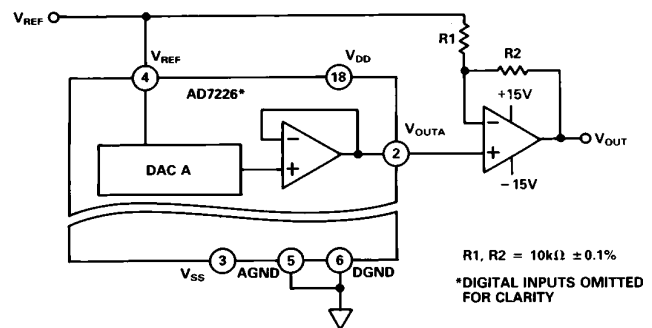 VREF
R1
VREF
VDD
R2
4
18
AD7226*
+15V
VOUTA
−
−
2
VOUT
+
+
DAC A
−15V
3
5
6
VSS
AGND
DGND
R1, R2 = 10kΩ ±0.1%
*DIGITAL INPUTS OMITTED
FOR CLARITY